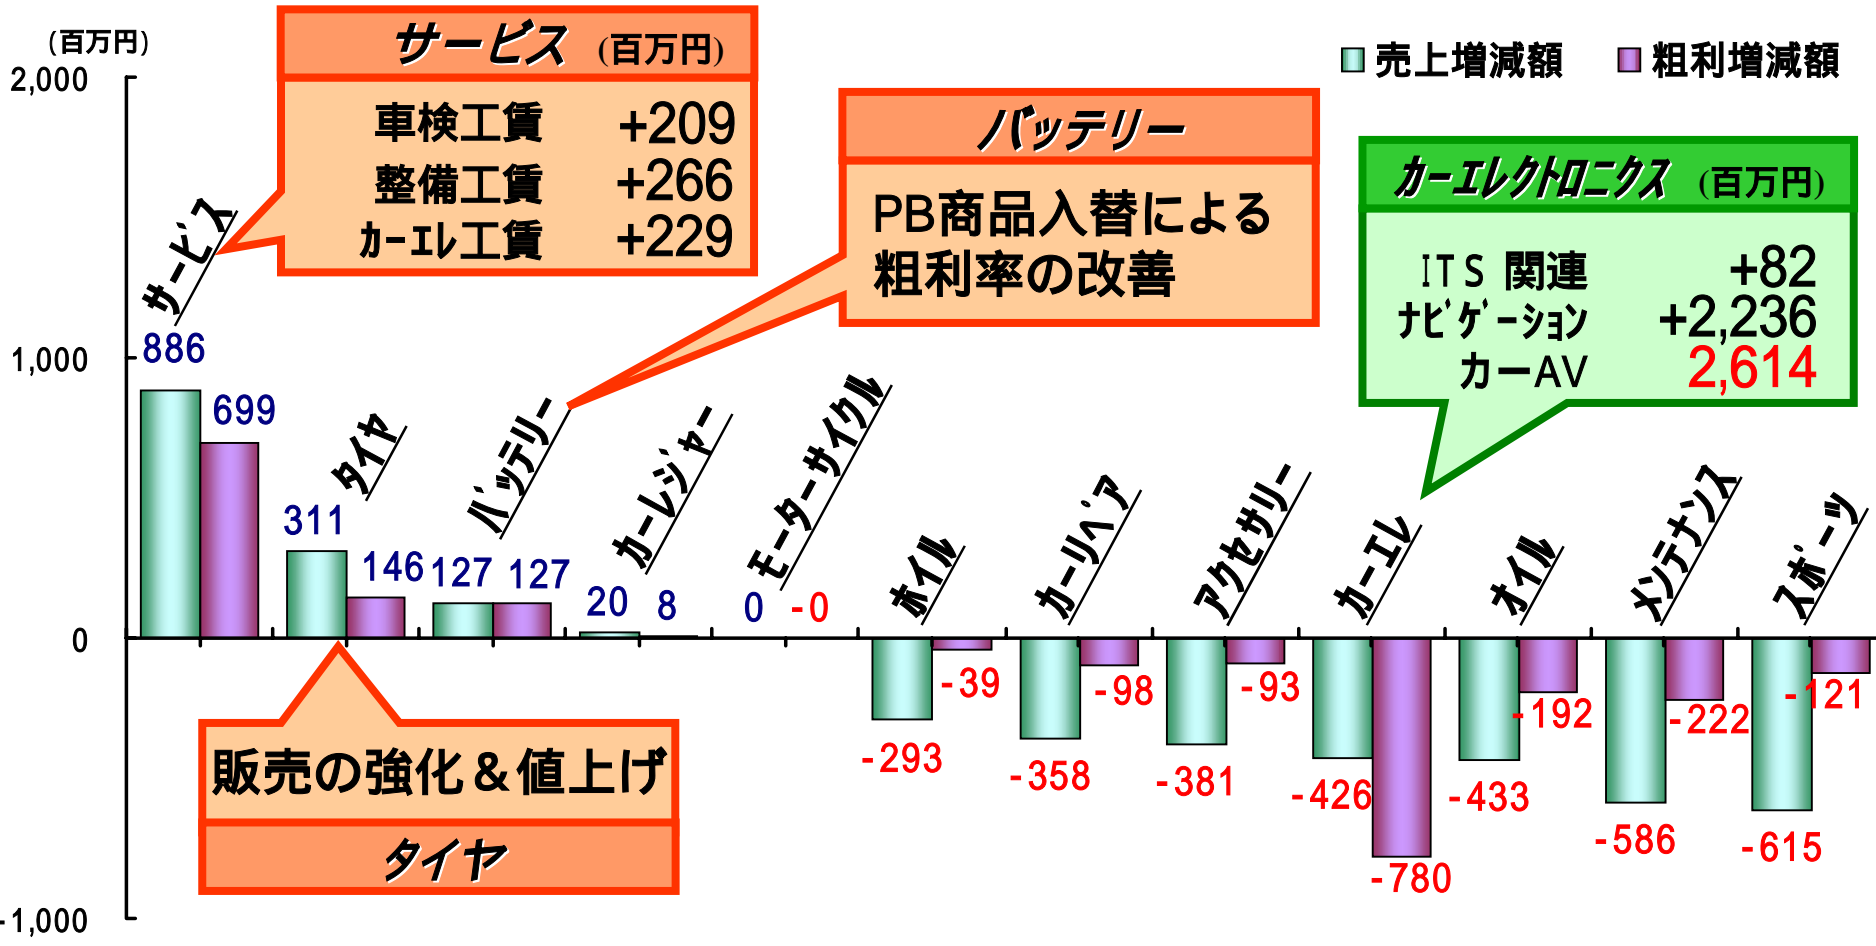 (百万円)
2,000
1,000
0
-1,000
売上増減額
粗利増減額
サービス (百万円)
車検工賃 +209
整備工賃 +266
ｶｰｴﾚ工賃 +229
バッテリー
PB商品入替による
粗利率の改善
ｶｰｴﾚｸﾄﾛﾆｸｽ (百万円)
ITS 関連 +82
ﾅﾋﾞｹﾞｰｼｮﾝ +2,236
カーAV 2,614
サービス
886
699
タイヤ
311
146
バッテリー
127
127
カーレジャー
20
8
モーターサイクル
0
-0
ホイル
-293
-39
カーリペア
-358
-98
アクセサリー
-381
-93
カーエレ
-426
-780
オイル
-433
-192
メンテナンス
-586
-222
スポーツ
-615
-121
販売の強化＆値上げ
タイヤ